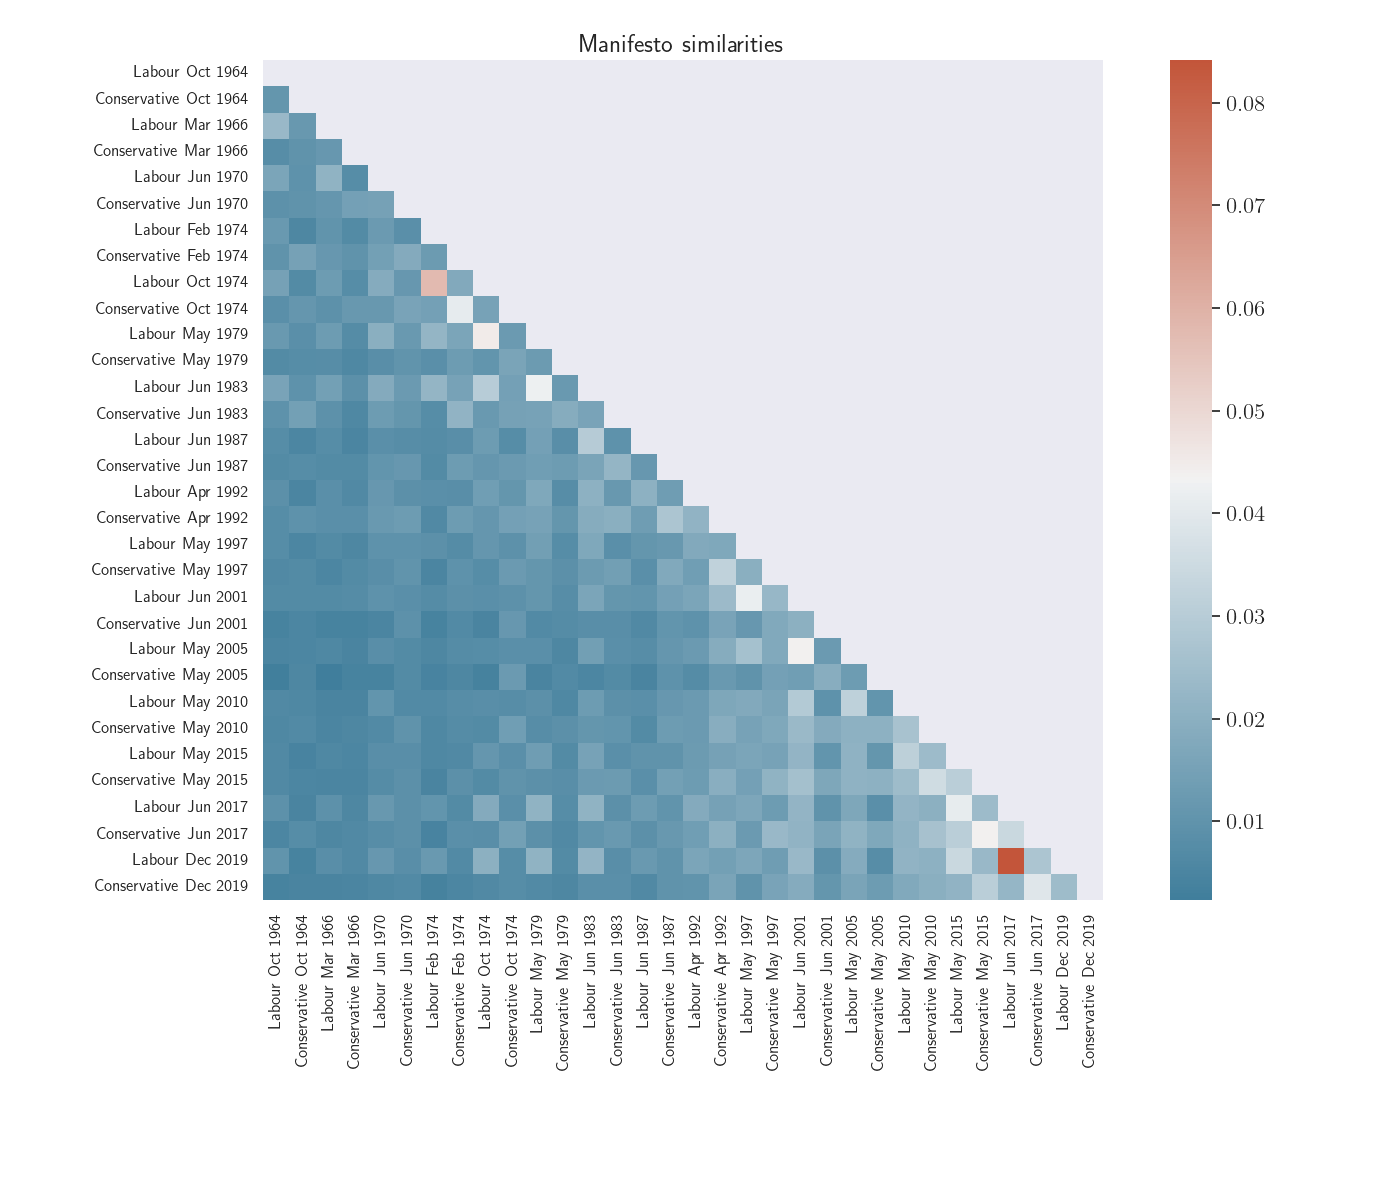 Manifesto similarities
Labour Oct 1964
Conservative Oct 1964
Labour Mar 1966
Conservative Mar 1966
Labour Jun 1970
Conservative Jun 1970
Labour Feb 1974
Conservative Feb 1974
Labour Oct 1974
Conservative Oct 1974
Labour May 1979
Conservative May 1979
Labour Jun 1983
Conservative Jun 1983
Labour Jun 1987
Conservative Jun 1987
Labour Apr 1992
Conservative Apr 1992
Labour May 1997
Conservative May 1997
Labour Jun 2001
Conservative Jun 2001
Labour May 2005
Conservative May 2005
Labour May 2010
Conservative May 2010
Labour May 2015
Conservative May 2015
Labour Jun 2017
Conservative Jun 2017
Labour Dec 2019
Conservative Dec 2019
Labour Oct 1964
Conservative Oct 1964
Labour Mar 1966
Conservative Mar 1966
Labour Jun 1970
Conservative Jun 1970
Labour Feb 1974
Conservative Feb 1974
Labour Oct 1974
Conservative Oct 1974
Labour May 1979
Conservative May 1979
Labour Jun 1983
Conservative Jun 1983
Labour Jun 1987
Conservative Jun 1987
Labour Apr 1992
Conservative Apr 1992
Labour May 1997
Conservative May 1997
Labour Jun 2001
Conservative Jun 2001
Labour May 2005
Conservative May 2005
Labour May 2010
Conservative May 2010
Labour May 2015
Conservative May 2015
Labour Jun 2017
Conservative Jun 2017
Labour Dec 2019
Conservative Dec 2019
0.08
0.07
0.06
0.05
0.04
0.03
0.02
0.01